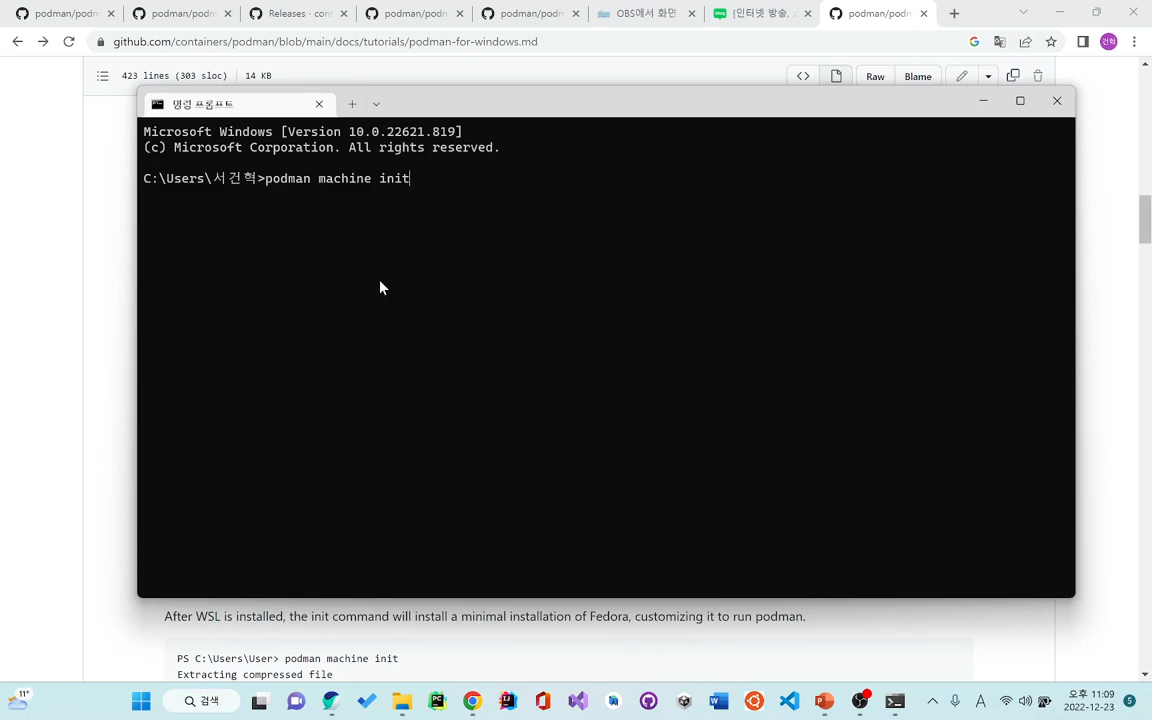 podman/podm
podman/podm
Releases · con
podman/podm
podman/podm
OBS에서 화면
[인터넷 방송,
podman/podm
github.com/containers/podman/blob/main/docs/tutorials/podman-for-windows.md
건혁
423 lines (303 sloc)
14 KB
Raw
Blame
명령 프롬프트
Microsoft Windows [Version 10.0.22621.819]
(c) Microsoft Corporation. All rights reserved.
C:\Users\서건혁>podman machine init
After WSL is installed, the init command will install a minimal installation of Fedora, customizing it to run podman.
PS C:\Users\User> podman machine init
Extracting compressed file
11°
검색
A
오후 11:09
2022-12-23
5